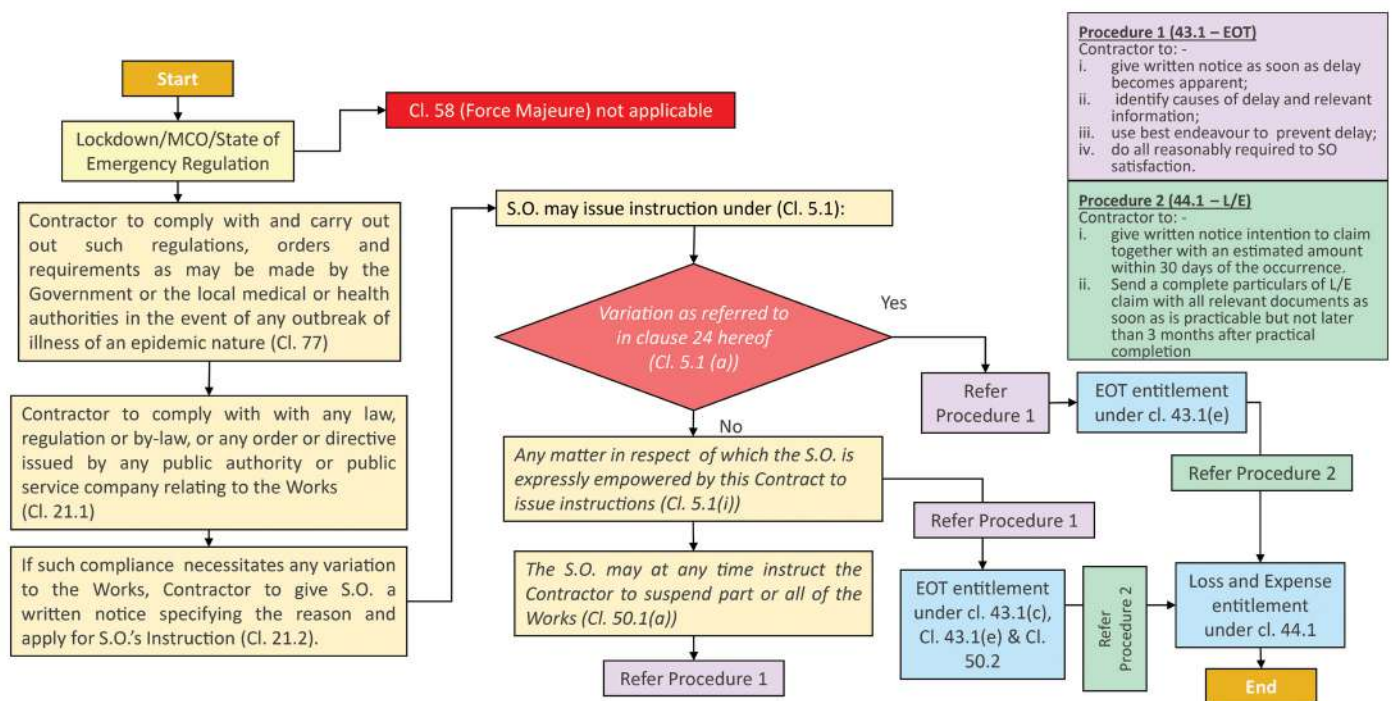 Start
Lockdown/MCO/State of
Emergency Regulation
Cl. 58 (Force Majeure) not applicable
Contractor to comply with and carry out
out such regulations, orders and
requirements as may be made by the
Government or the local medical or health
authorities in the event of any outbreak of
illness of an epidemic nature (Cl. 77)
Contractor to comply with with any law,
regulation or by-law, or any order or directive
issued by any public authority or public
service company relating to the Works
(Cl. 21.1)
If such compliance necessitates any variation
to the Works, Contractor to give S.O. a
written notice specifying the reason and
apply for S.O.'s Instruction (Cl. 21.2).
S.O. may issue instruction under (Cl. 5.1):
Variation as referred to
in clause 24 hereof
(Cl. 5.1 (a))
Yes
No
Any matter in respect of which the S.O. is
expressly empowered by this Contract to
issue instructions (Cl. 5.1(i))
The S.O. may at any time instruct the
Contractor to suspend part or all of the
Works (Cl. 50.1(a))
Refer Procedure 1
Refer
Procedure 1
EOT entitlement
under cl. 43.1(e)
Refer Procedure 2
Refer Procedure 1
EOT entitlement
under cl. 43.1(c),
Cl. 43.1(e) & Cl.
50.2
Refer
Procedure 2
Loss and Expense
entitlement
under cl. 44.1
End
Procedure 1 (43.1 – EOT)
Contractor to: -
i. give written notice as soon as delay
becomes apparent;
ii. identify causes of delay and relevant
information;
iii. use best endeavour to prevent delay;
iv. do all reasonably required to SO
satisfaction.
Procedure 2 (44.1 – L/E)
Contractor to: -
i. give written notice intention to claim
together with an estimated amount
within 30 days of the occurrence.
ii. Send a complete particulars of L/E
claim with all relevant documents as
soon as is practicable but not later
than 3 months after practical
completion